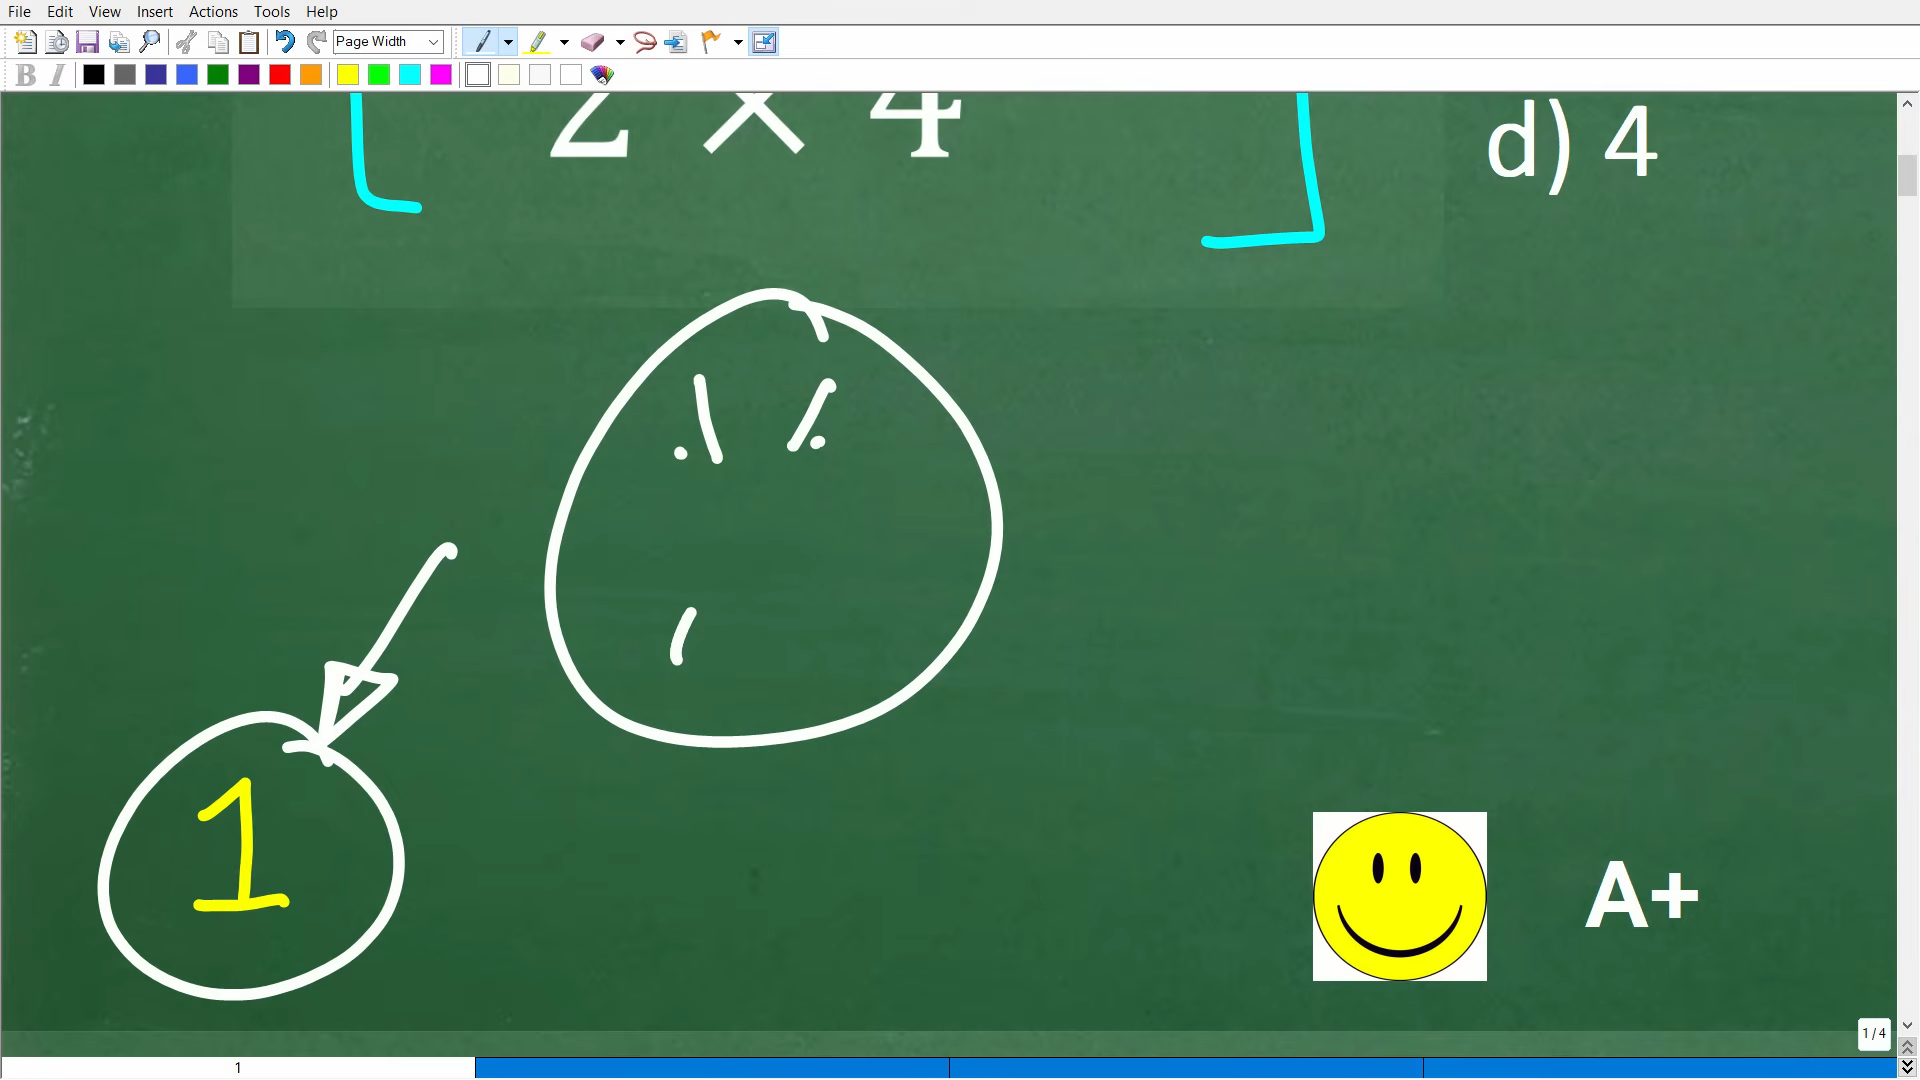 File Edit View Insert Actions Tools Help
Page Width
B I
2 × 4
d) 4
1
A+
1 / 4
1